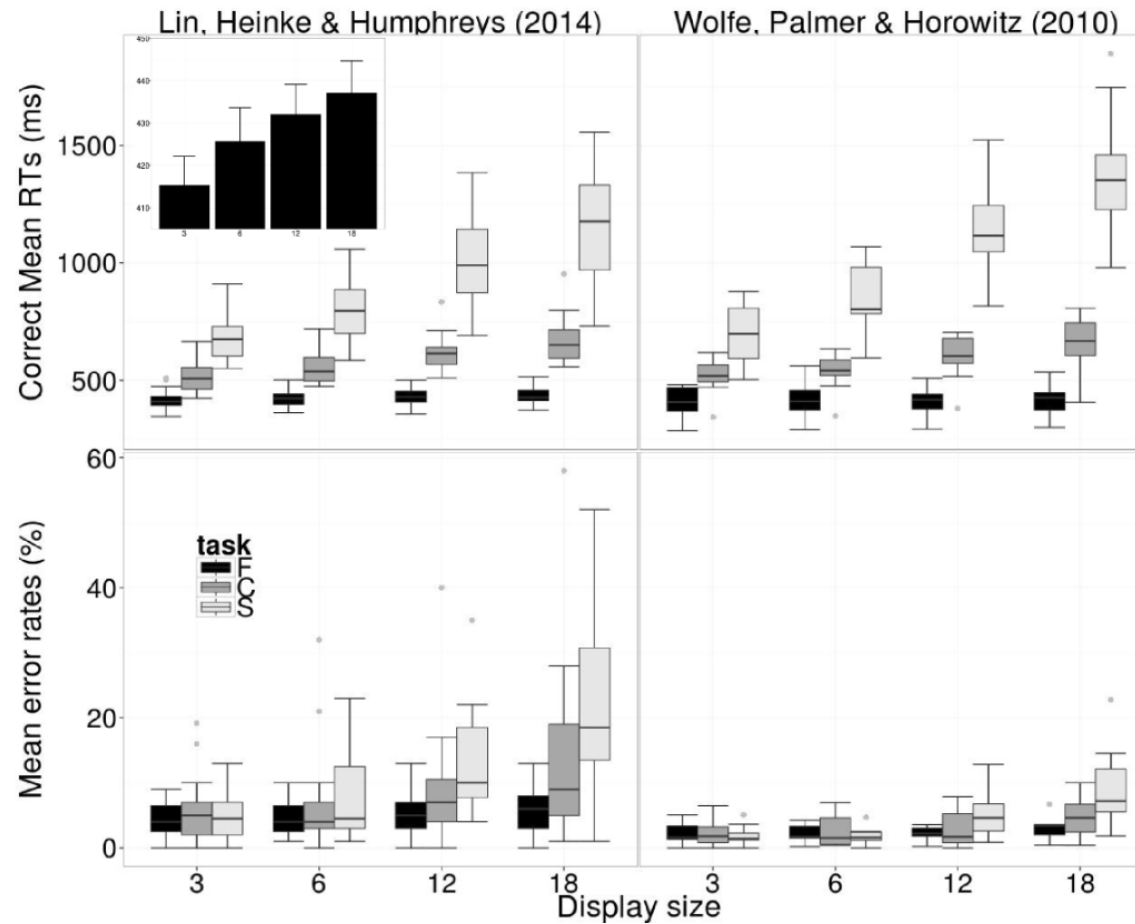 Lin, Heinke & Humphreys (2014)
Wolfe, Palmer & Horowitz (2010)
Correct Mean RTs (ms)
1500
1000
500
450
440
430
420
410
3 6 12 18
Mean error rates (%)
60
40
20
0
task
F
C
S
3 6 12 18
3 6 12 18
Display size